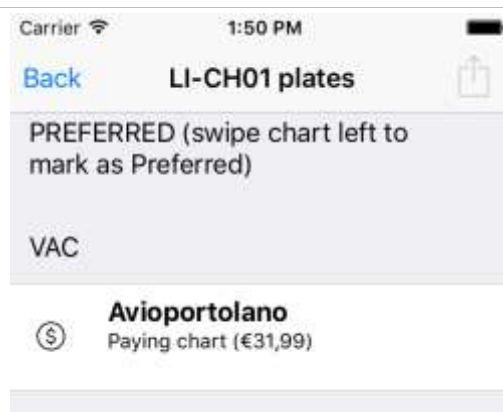 Carrier 1:50 PM
Back LI-CH01 plates
PREFERRED (swipe chart left to
mark as Preferred)
VAC
Avioportolano
$ Paying chart (€31,99)